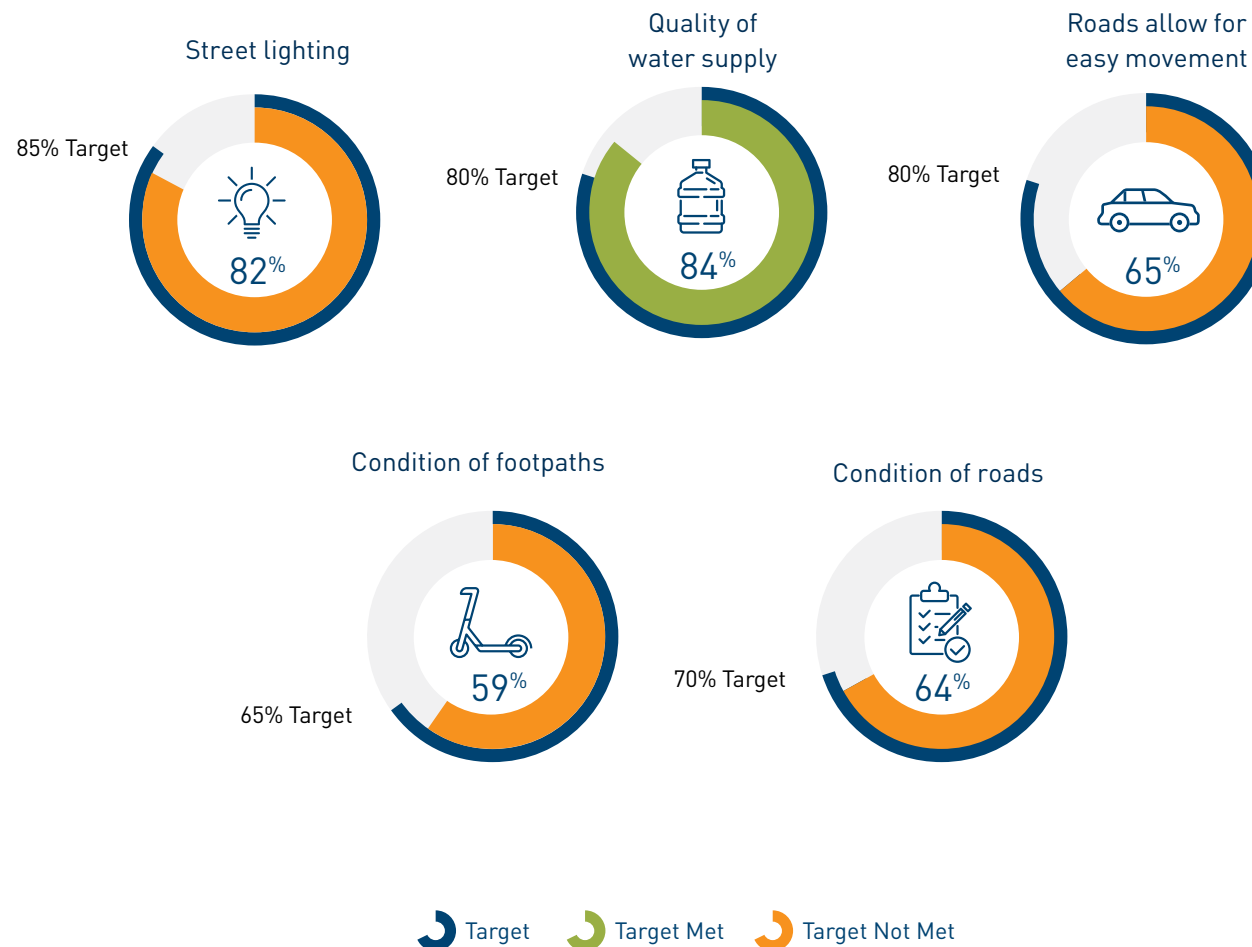 Street lighting
85% Target
82%
Quality of
water supply
80% Target
84%
Roads allow for
easy movement
80% Target
65%
Condition of footpaths
65% Target
59%
Condition of roads
70% Target
64%
Target
Target Met
Target Not Met